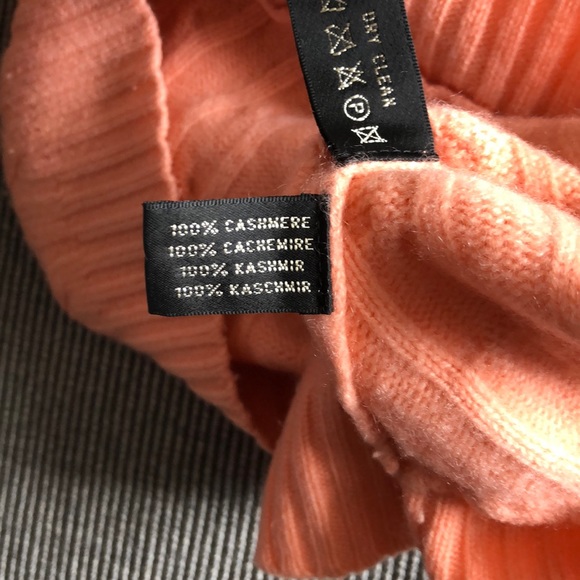 DRY CLEAN
P
100% CASHMERE
100% CACHEMIRE
100% KASHMIR
100% KASCHMIR